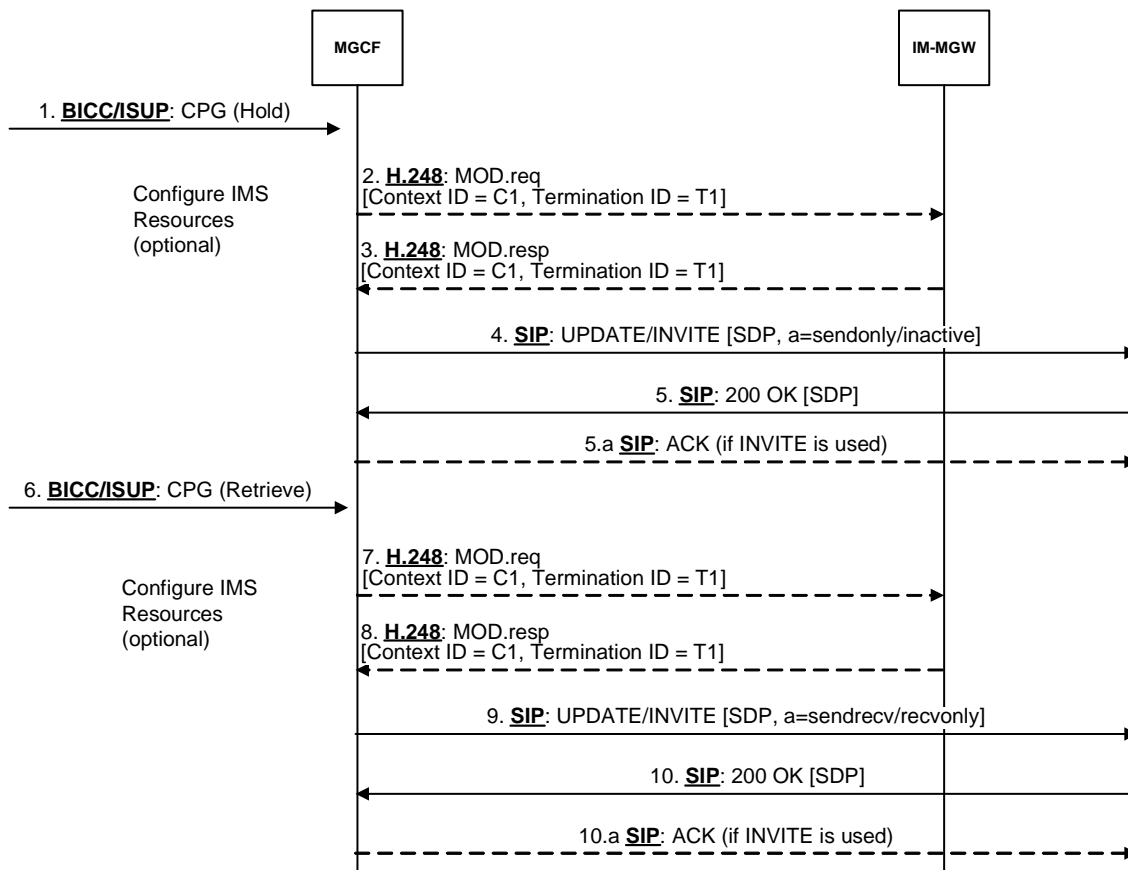 MGCF
IM-MGW
1. BICC/ISUP: CPG (Hold)
Configure IMS
Resources
(optional)
2. H.248: MOD.req
[Context ID = C1, Termination ID = T1]
3. H.248: MOD.resp
[Context ID = C1, Termination ID = T1]
4. SIP: UPDATE/INVITE [SDP, a=sendonly/inactive]
5. SIP: 200 OK [SDP]
5.a SIP: ACK (if INVITE is used)
6. BICC/ISUP: CPG (Retrieve)
Configure IMS
Resources
(optional)
7. H.248: MOD.req
[Context ID = C1, Termination ID = T1]
8. H.248: MOD.resp
[Context ID = C1, Termination ID = T1]
9. SIP: UPDATE/INVITE [SDP, a=sendrecv/recvonly]
10. SIP: 200 OK [SDP]
10.a SIP: ACK (if INVITE is used)